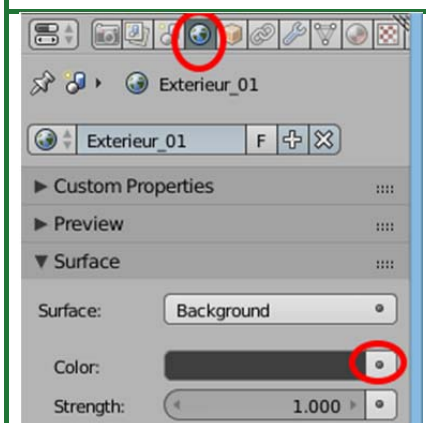 Exterieur_01
Exterieur_01 F
Custom Properties
Preview
Surface
Surface: Background
Color:
Strength: 1.000